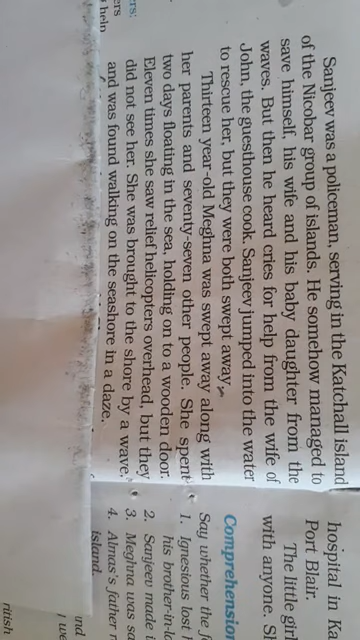 Sanjeev was a policeman, serving in the Katchall island
of the Nicobar group of islands. He somehow managed to
save himself, his wife and his baby daughter from the
waves. But then he heard cries for help from the wife of
John, the guesthouse cook. Sanjeev jumped into the water
to rescue her, but they were both swept away.
Thirteen year-old Meghna was swept away along with
her parents and seventy-seven other people. She spent
two days floating in the sea, holding on to a wooden door.
Eleven times she saw relief helicopters overhead, but they
did not see her. She was brought to the shore by a wave,
and was found walking on the seashore in a daze.
help
hospital in
Port Blair.
The little
with anyone.
Say whether the
1. Ignesious lost
his
2. Sanjeev made
3. Meghna was
4. Almas's father
island.